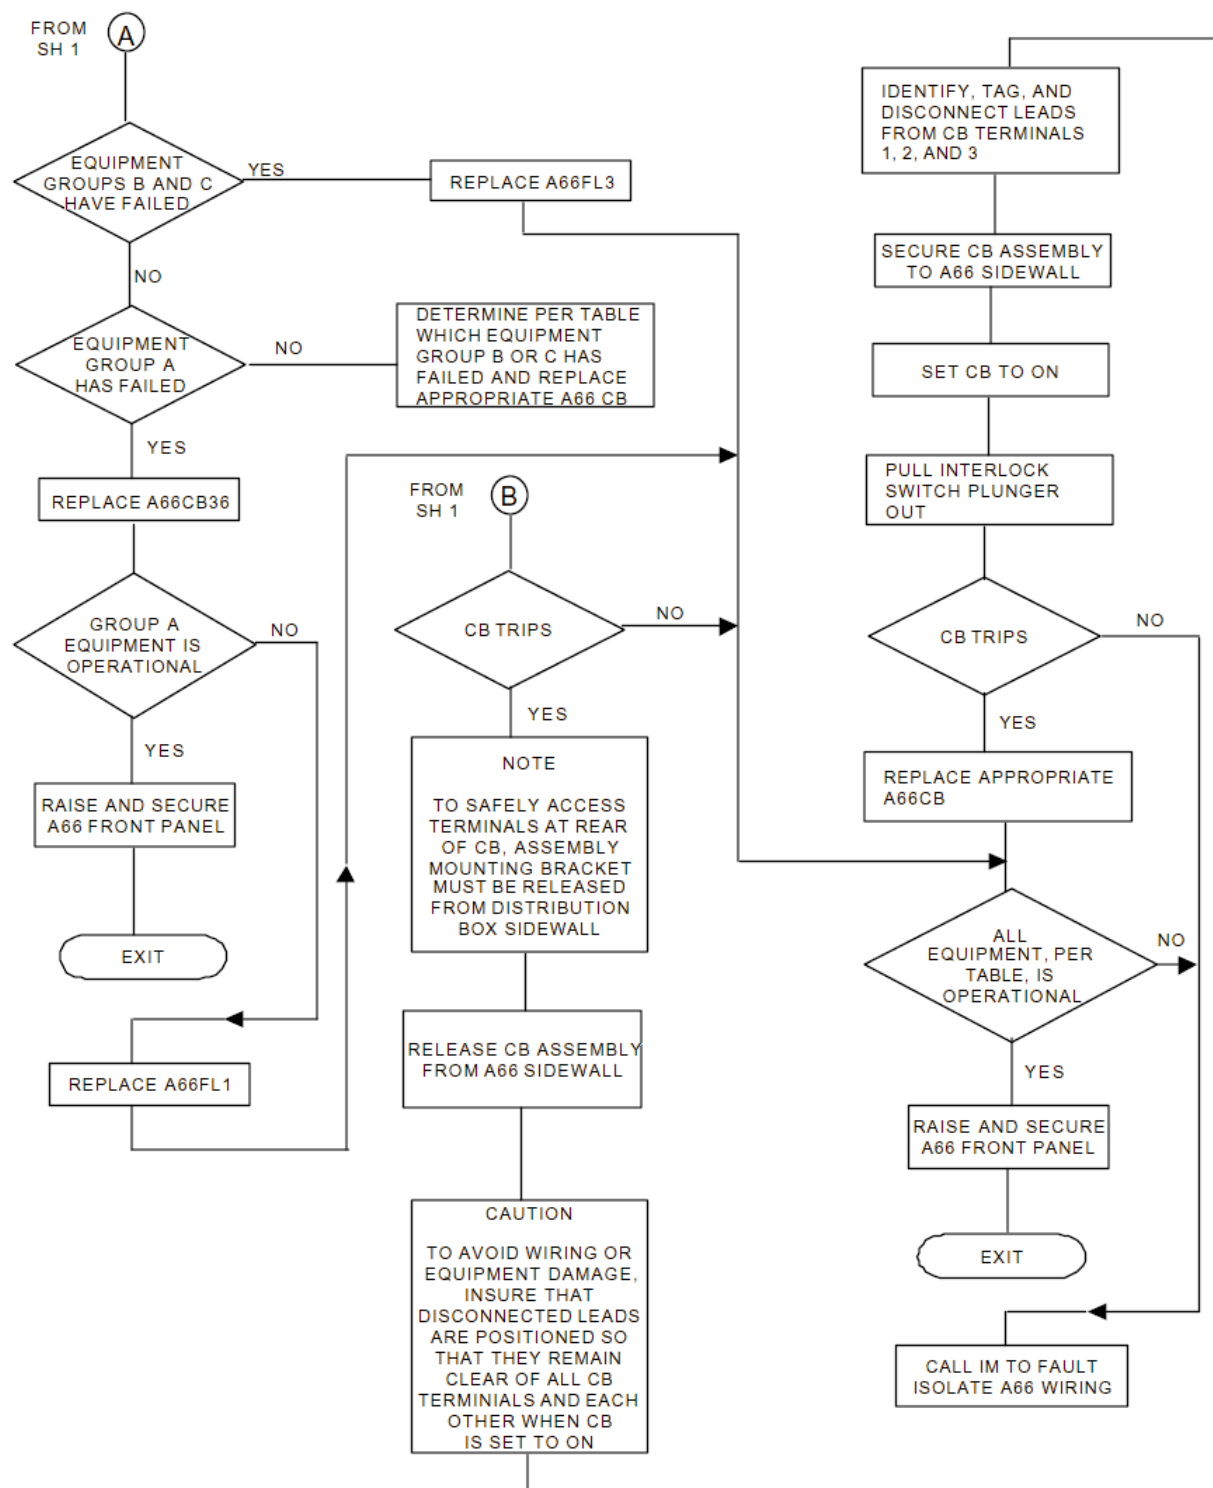 FROM
SH 1
A
EQUIPMENT
GROUPS B AND C
HAVE FAILED
YES
REPLACE A66FL3
NO
EQUIPMENT
GROUP A
HAS FAILED
NO
DETERMINE PER TABLE
WHICH EQUIPMENT
GROUP B OR C HAS
FAILED AND REPLACE
APPROPRIATE A66 CB
YES
REPLACE A66CB36
GROUP A
EQUIPMENT IS
OPERATIONAL
NO
YES
RAISE AND SECURE
A66 FRONT PANEL
EXIT
REPLACE A66FL1
FROM
SH 1
B
CB TRIPS
NO
YES
NOTE
TO SAFELY ACCESS
TERMINALS AT REAR
OF CB, ASSEMBLY
MOUNTING BRACKET
MUST BE RELEASED
FROM DISTRIBUTION
BOX SIDEWALL
RELEASE CB ASSEMBLY
FROM A66 SIDEWALL
CAUTION
TO AVOID WIRING OR
EQUIPMENT DAMAGE,
INSURE THAT
DISCONNECTED LEADS
ARE POSITIONED SO
THAT THEY REMAIN
CLEAR OF ALL CB
TERMINIALS AND EACH
OTHER WHEN CB
IS SET TO ON
IDENTIFY, TAG, AND
DISCONNECT LEADS
FROM CB TERMINALS
1, 2, AND 3
SECURE CB ASSEMBLY
TO A66 SIDEWALL
SET CB TO ON
PULL INTERLOCK
SWITCH PLUNGER
OUT
CB TRIPS
NO
YES
REPLACE APPROPRIATE
A66CB
ALL
EQUIPMENT, PER
TABLE, IS
OPERATIONAL
NO
YES
RAISE AND SECURE
A66 FRONT PANEL
EXIT
CALL IM TO FAULT
ISOLATE A66 WIRING